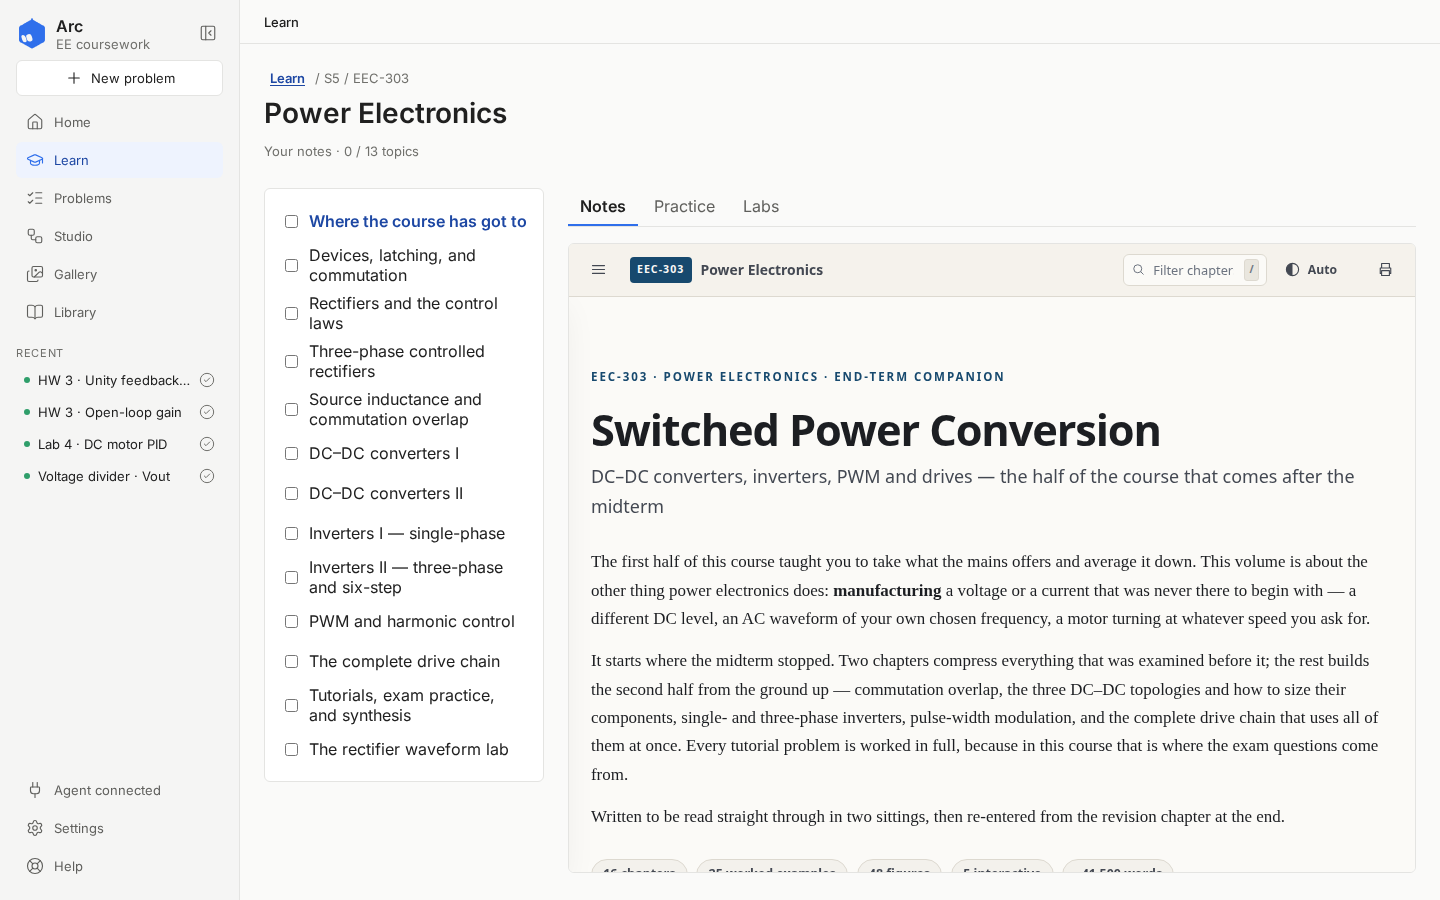 Arc
EE coursework
New problem
Home
Learn
Problems
Studio
Gallery
Library
RECENT
HW 3 · Unity feedback...
HW 3 · Open-loop gain
Lab 4 · DC motor PID
Voltage divider · Vout
Agent connected
Settings
Help
Learn
Learn / S5 / EEC-303
Power Electronics
Your notes · 0 / 13 topics
Where the course has got to
Devices, latching, and
commutation
Rectifiers and the control
laws
Three-phase controlled
rectifiers
Source inductance and
commutation overlap
DC–DC converters I
DC–DC converters II
Inverters I — single-phase
Inverters II — three-phase
and six-step
PWM and harmonic control
The complete drive chain
Tutorials, exam practice,
and synthesis
The rectifier waveform lab
Notes Practice Labs
EEC-303 Power Electronics Filter chapter / Auto
EEC-303 · POWER ELECTRONICS · END-TERM COMPANION
Switched Power Conversion
DC–DC converters, inverters, PWM and drives — the half of the course that comes after the
midterm
The first half of this course taught you to take what the mains offers and average it down. This volume is about the
other thing power electronics does: manufacturing a voltage or a current that was never there to begin with — a
different DC level, an AC waveform of your own chosen frequency, a motor turning at whatever speed you ask for.
It starts where the midterm stopped. Two chapters compress everything that was examined before it; the rest builds
the second half from the ground up — commutation overlap, the three DC–DC topologies and how to size their
components, single- and three-phase inverters, pulse-width modulation, and the complete drive chain that uses all of
them at once. Every tutorial problem is worked in full, because in this course that is where the exam questions come
from.
Written to be read straight through in two sittings, then re-entered from the revision chapter at the end.